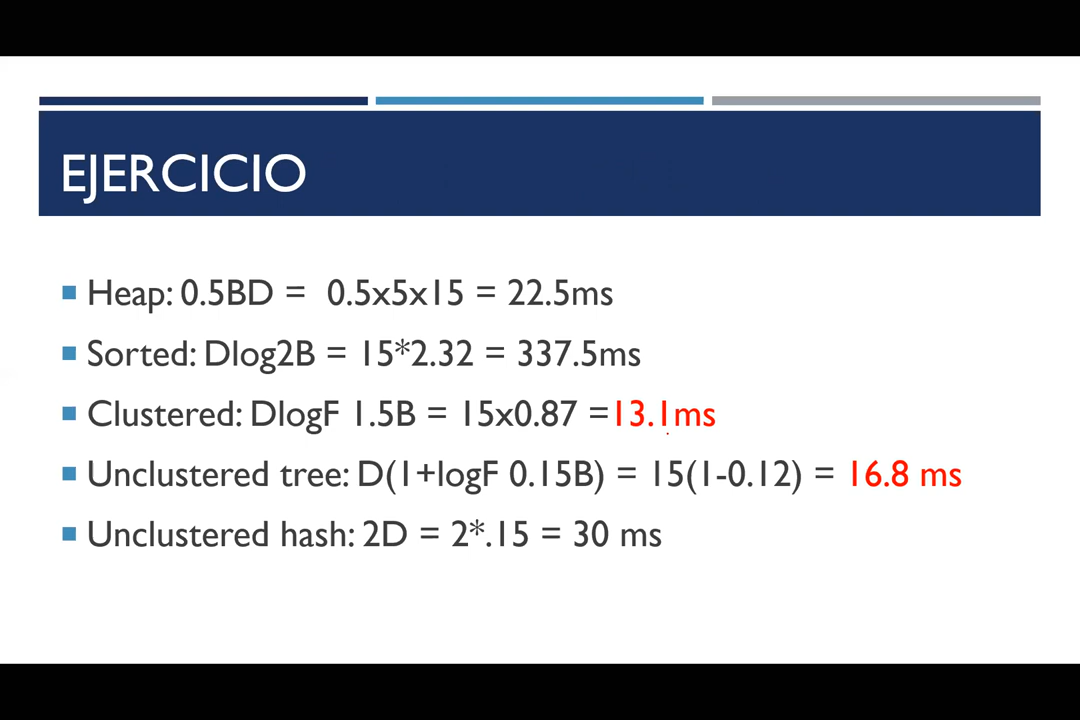 EJERCICIO
Heap: 0.5BD = 0.5x5x15 = 22.5ms
Sorted: Dlog2B = 15*2.32 = 337.5ms
Clustered: DlogF 1.5B = 15x0.87 =13.1ms
Unclustered tree: D(1+logF 0.15B) = 15(1-0.12) = 16.8 ms
Unclustered hash: 2D = 2*.15 = 30 ms